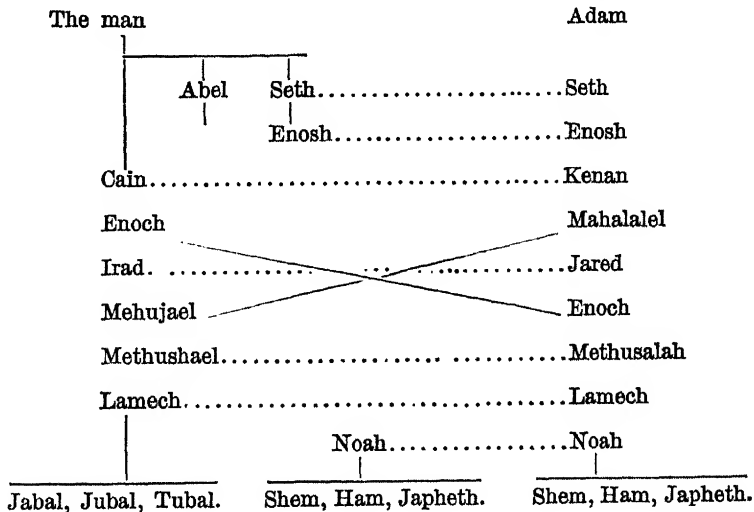 The man Adam
Abel Seth..............................Seth
Enosh..............................Enosh
Cain........................................Kenan
Enoch Mahalalel
Irad. ........................................Jared
Mehujael Enoch
Methushael........................................Methusalah
Lamech........................................Lamech
Noah....................Noah
Jabal, Jubal, Tubal. Shem, Ham, Japheth. Shem, Ham, Japheth.